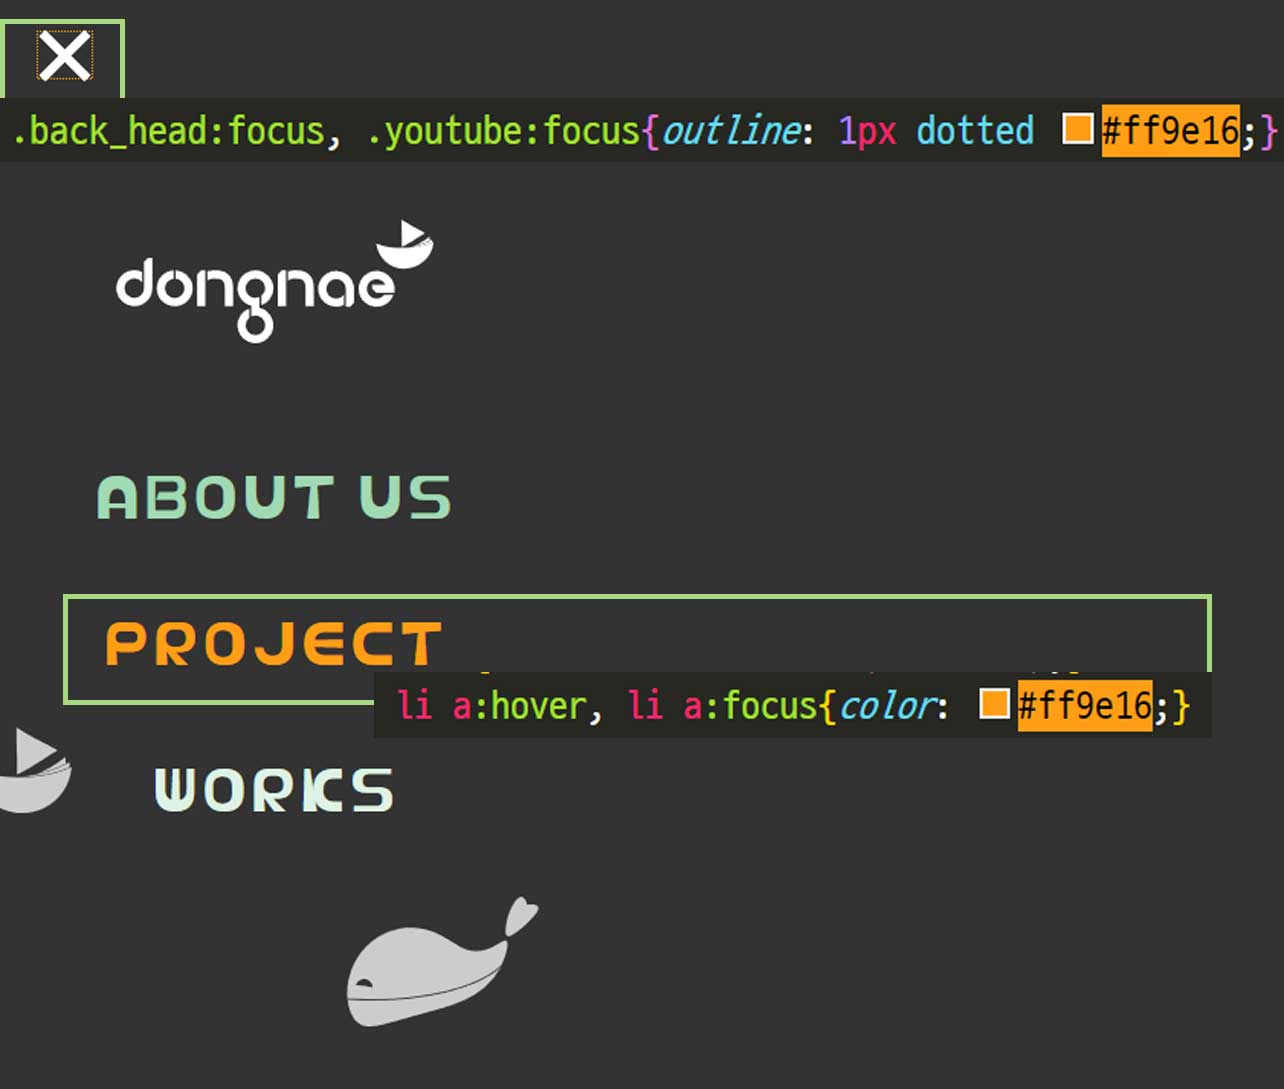 .back_head:focus, .youtube:focus{outline: 1px dotted #ff9e16;}
dongnae
ABOUT US
PROJECT
li a:hover, li a:focus{color: #ff9e16;}
WORKS